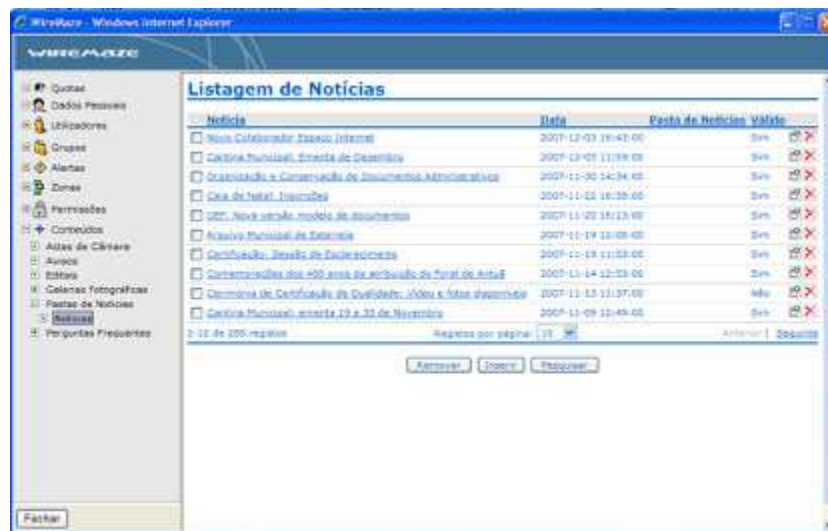 WireMaze - Windows Internet Explorer
WIREMAZE
Quotas
Dados Pessoais
Utilizadores
Grupos
Alertas
Zonas
Permissões
Conteúdos
Actas de Câmara
Avisos
Editais
Galerias fotográficas
Pastas de Notícias
Notícias
Perguntas Frequentes
Fechar
Listagem de Notícias
Notícia Data Pasta de Notícias Válido
Novo Colaborador Espaço Internet 2007-12-03 16:43:00 Sim
Cantina Municipal: Ementa de Dezembro 2007-12-03 11:59:00 Sim
Organização e Conservação de Documentos Administrativos 2007-11-30 14:34:00 Sim
Ceia de Natal: Inscrições 2007-11-22 16:38:00 Sim
Nova versão modelo de documentos 2007-11-20 16:13:00 Sim
Arquivo Municipal de Estarreja 2007-11-19 Sim
Certificação: Sessão de Esclarecimento 2007-11-19 11:53:00 Sim
Comemorações dos 488 anos da atribuição do Foral de Antuã 2007-11-14 12:53:00 Sim
Cerimónia de Certificação de Qualidade: Vídeo e fotos disponíveis 2007-11-13 11:37:00 Não
Cantina Municipal: ementa 19 a 30 de Novembro 2007-11-09 12:49:00 Sim
1-10 de registos Registos por página: 10 Anterior | Seguinte
Remover Inserir Pesquisar